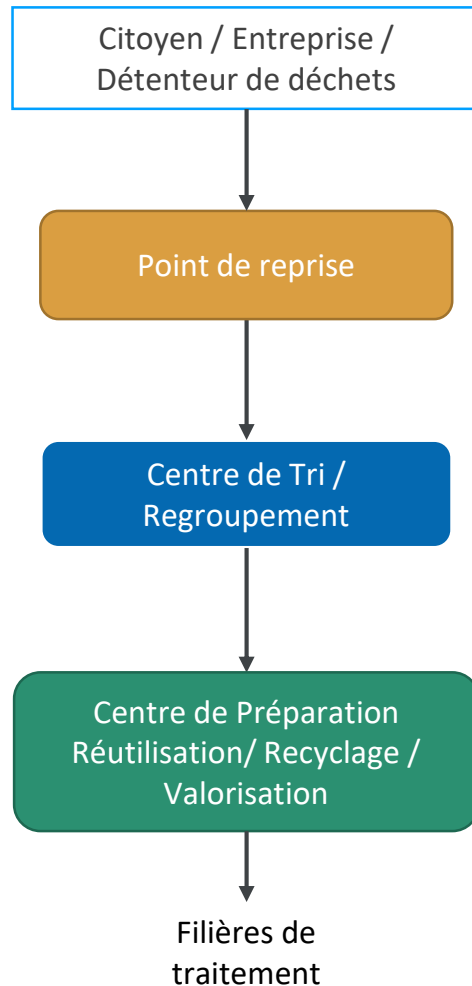 Citoyen / Entreprise /
Détenteur de déchets
Point de reprise
Centre de Tri /
Regroupement
Centre de Préparation
Réutilisation/ Recyclage /
Valorisation
Filières de
traitement